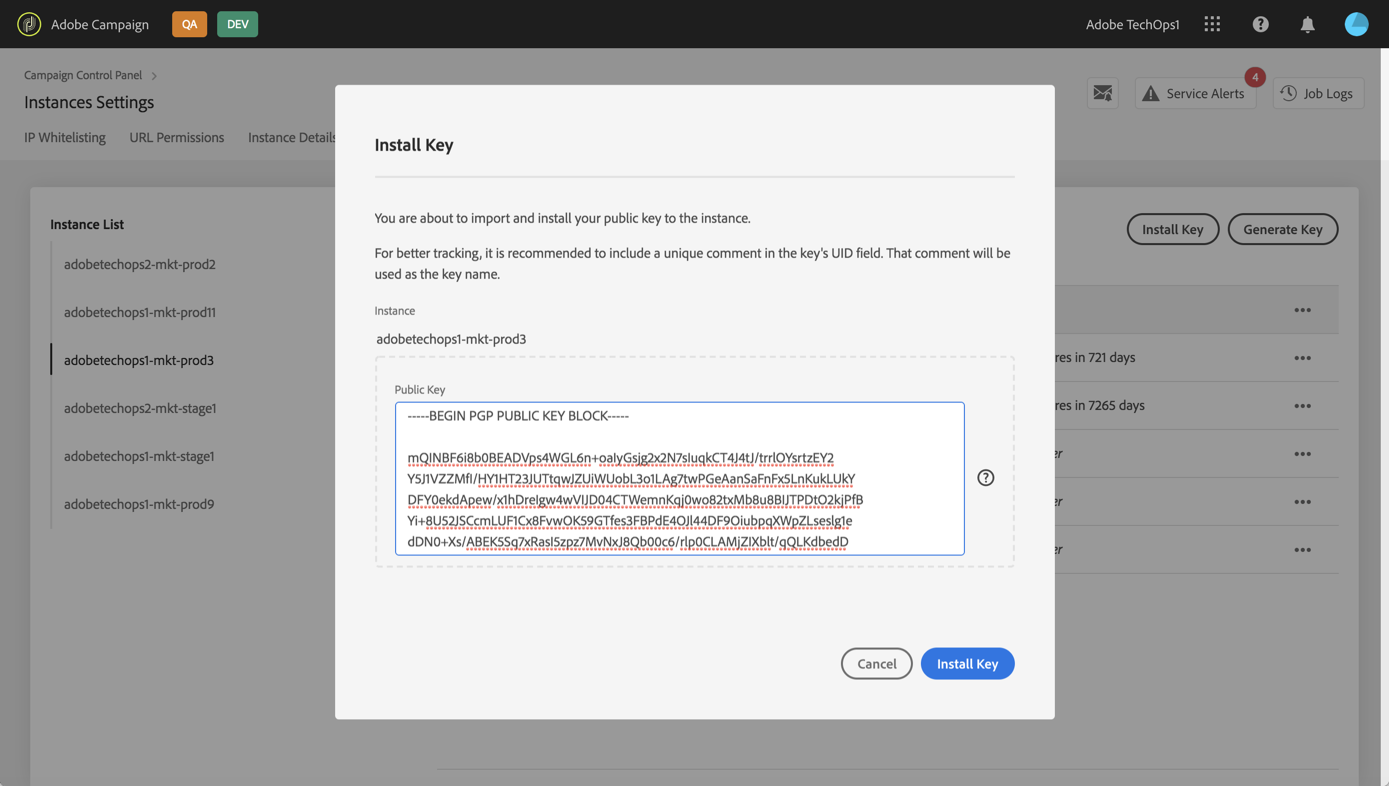 Adobe Campaign
QA
DEV
Adobe TechOps1
Campaign Control Panel
Instances Settings
4
Service Alerts
Job Logs
IP Whitelisting
URL Permissions
Instance Details
Instance List
adobetechops2-mkt-prod2
adobetechops1-mkt-prod11
adobetechops1-mkt-prod3
adobetechops2-mkt-stage1
adobetechops1-mkt-stage1
adobetechops1-mkt-prod9
Install Key
Generate Key
res in 721 days
res in 7265 days
er
er
er
Install Key
You are about to import and install your public key to the instance.
For better tracking, it is recommended to include a unique comment in the key's UID field. That comment will be
used as the key name.
Instance
adobetechops1-mkt-prod3
Public Key
-----BEGIN PGP PUBLIC KEY BLOCK-----
mQINBF6i8b0BEADVps4WGL6n+oaIyGsjg2x2N7sIuqkCT4J4tJ/trrlOYsrtzEY2
Y5J1VZZMfI/HY1HT23JUTtqwJZUiWUobL3o1LAg7twPGeAanSaFnFx5LnKukLUkY
DFY0ekdApew/x1hDreIgw4wVIJD04CTWemnKqj0wo82txMb8u8BIJTPDtO2kjPfB
Yi+8U52JSCcmLUF1Cx8FvwOK59GTfes3FBPdE4OJl44DF9OiubpqXWpZLseslg1e
dDN0+Xs/ABEK5Sq7xRasI5zpz7MvNxJ8Qb00c6/rlp0CLAMjZIXblt/qQLKdbedD
Cancel
Install Key